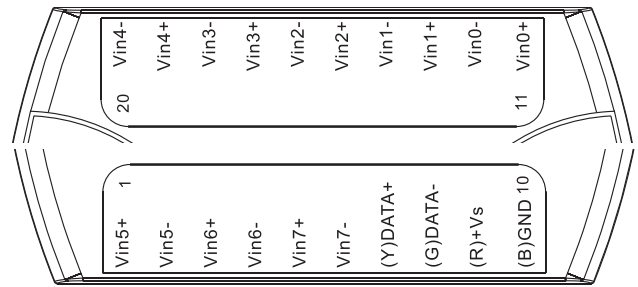 Vin4-
Vin4+
Vin3-
Vin3+
Vin2-
Vin2+
Vin1-
Vin1+
Vin0-
Vin0+
20
11
1
10
Vin5+
Vin5-
Vin6+
Vin6-
Vin7+
Vin7-
(Y)DATA+
(G)DATA-
(R)+Vs
(B)GND